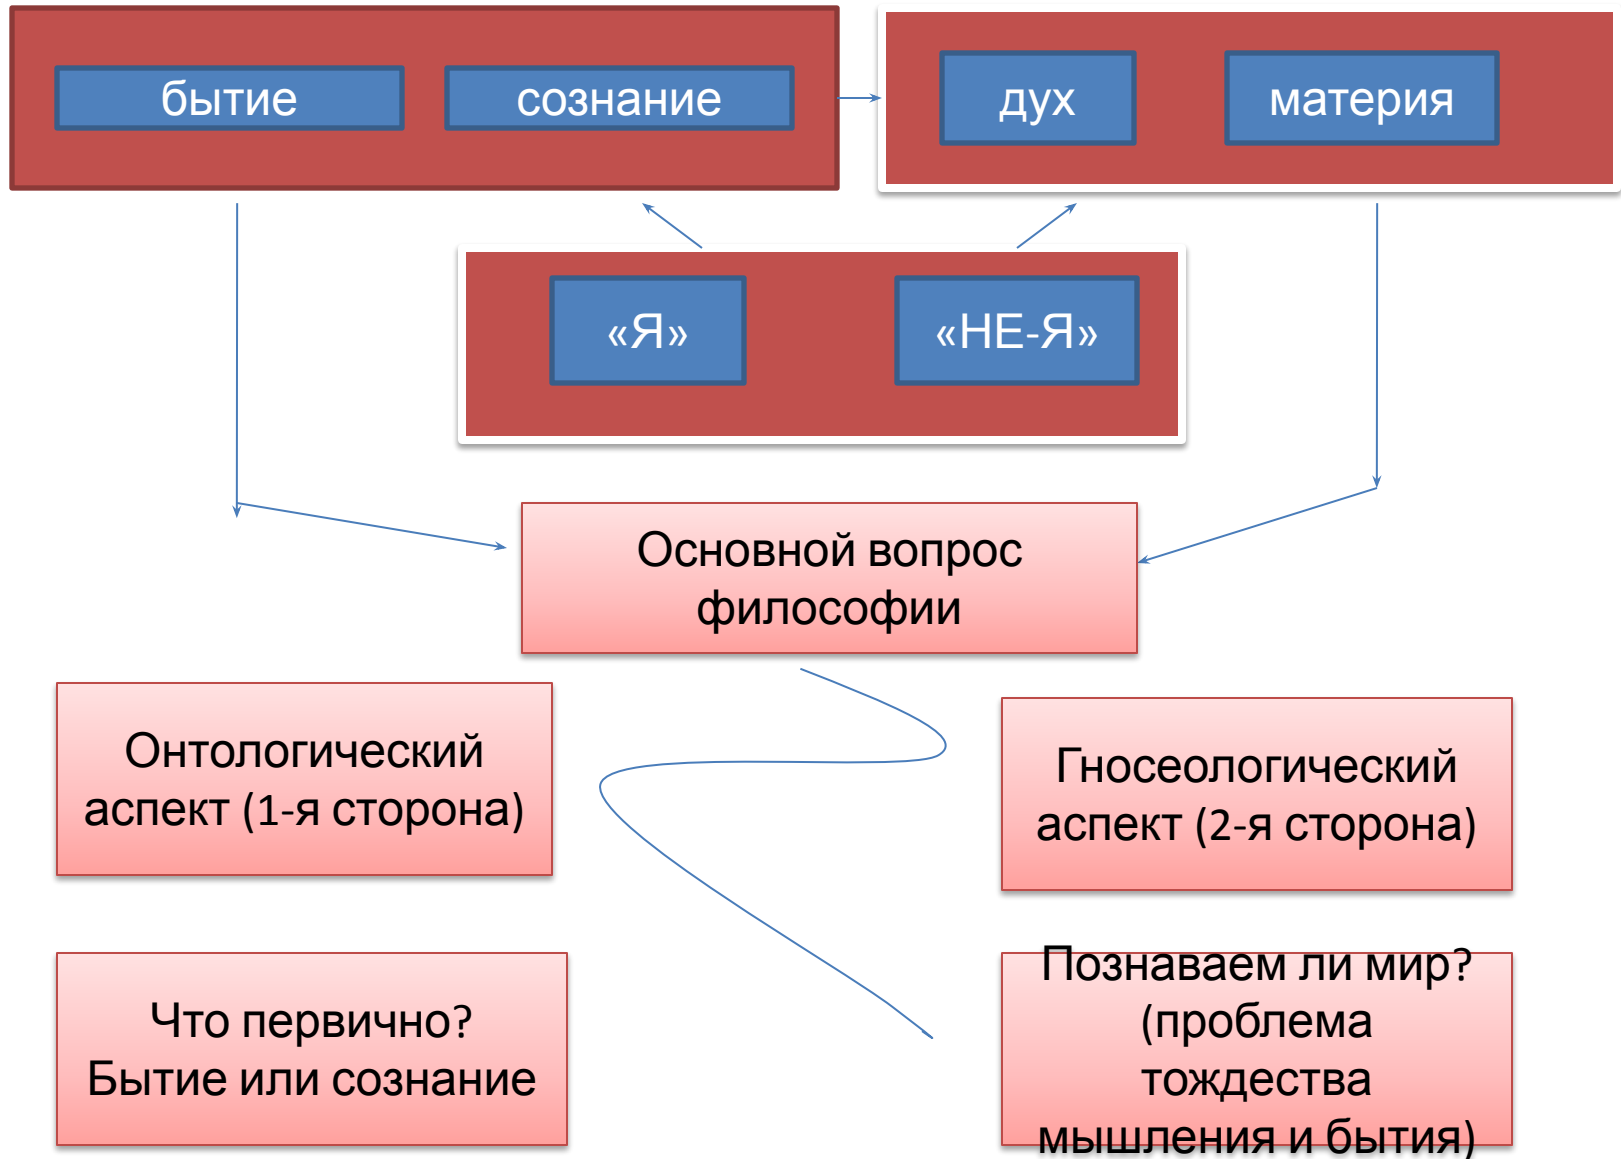 бытие
сознание
дух
материя
«Я»
«НЕ-Я»
Основной вопрос
философии
Онтологический
аспект (1-я сторона)
Гносеологический
аспект (2-я сторона)
Что первично?
Бытие или сознание
Познаваем ли мир?
(проблема
тождества
мышления и бытия)